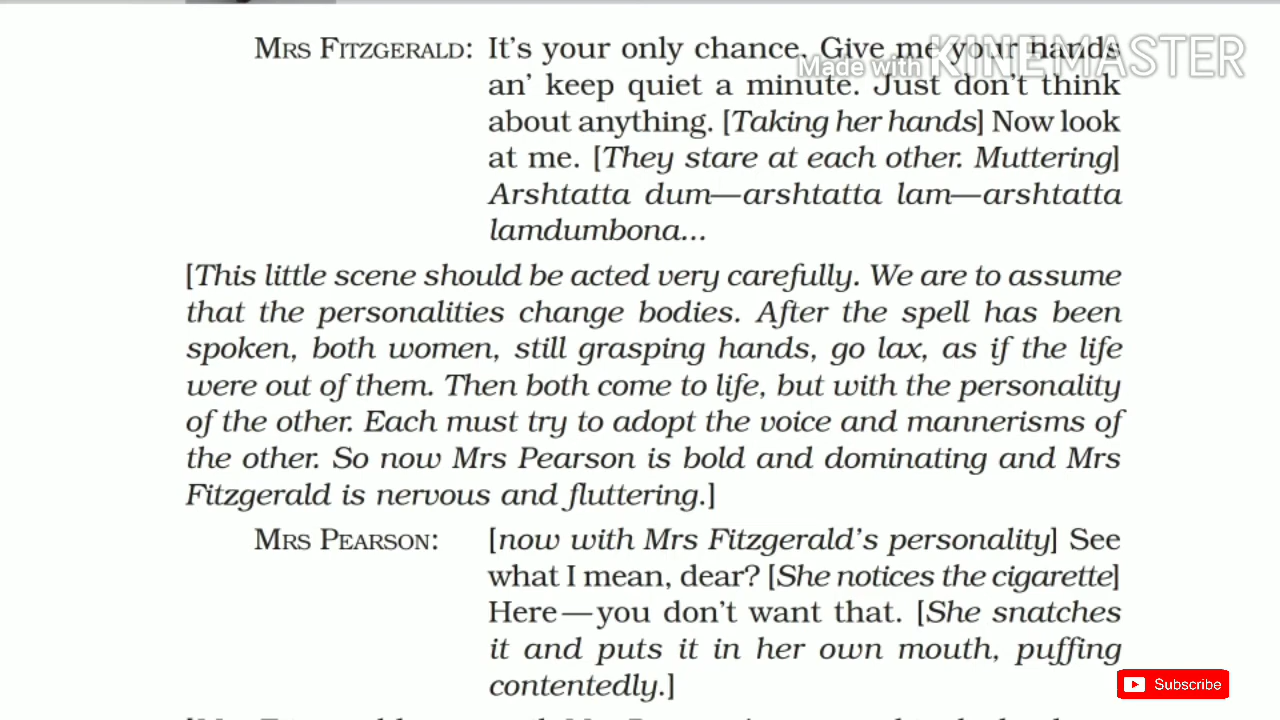 MRS FITZGERALD: It's your only chance. Give me your hands
Made with KINEMASTER
an' keep quiet a minute. Just don't think
about anything. [Taking her hands] Now look
at me. [They stare at each other. Muttering]
Arshtatta dum—arshtatta lam—arshtatta
lamdumbona...
[This little scene should be acted very carefully. We are to assume
that the personalities change bodies. After the spell has been
spoken, both women, still grasping hands, go lax, as if the life
were out of them. Then both come to life, but with the personality
of the other. Each must try to adopt the voice and mannerisms of
the other. So now Mrs Pearson is bold and dominating and Mrs
Fitzgerald is nervous and fluttering.]
MRS PEARSON: [now with Mrs Fitzgerald's personality] See
what I mean, dear? [She notices the cigarette]
Here—you don't want that. [She snatches
it and puts it in her own mouth, puffing
contentedly.]
Subscribe